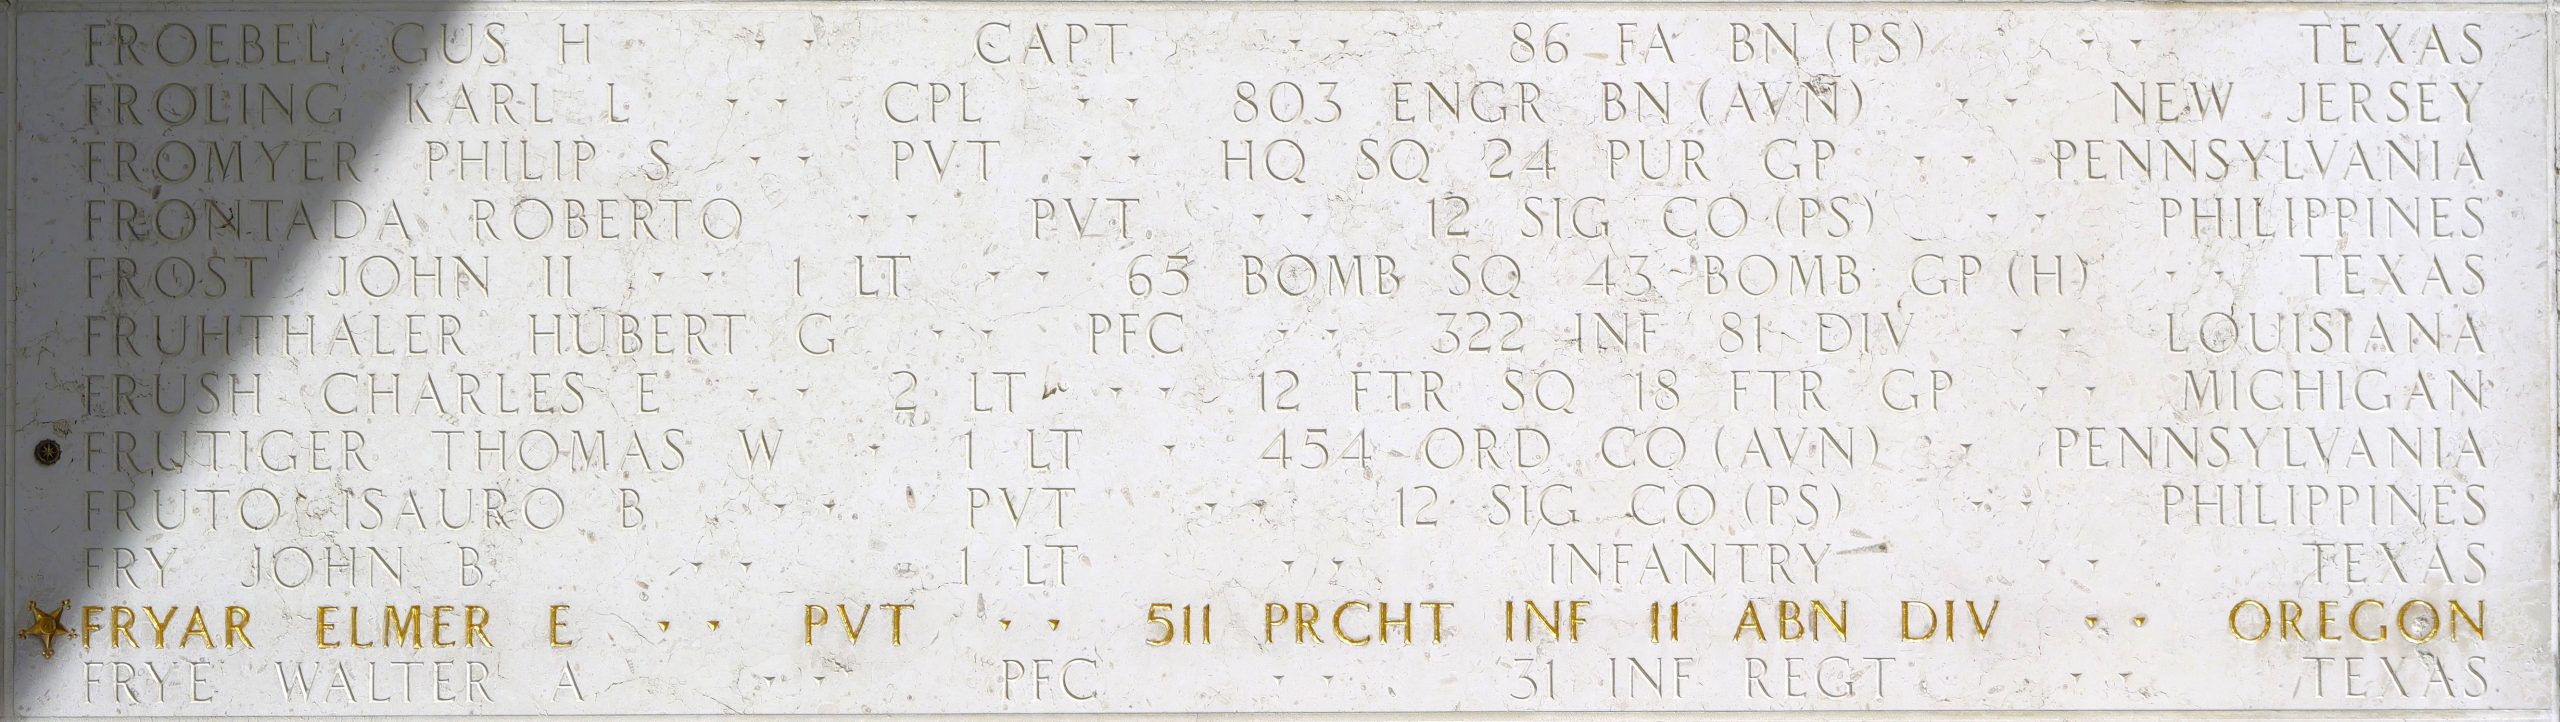 FROEBEL GUS H · · CAPT · · 86 FA BN (PS) · · TEXAS
FROLING KARL L · · CPL · · 803 ENGR BN (AVN) · · NEW JERSEY
FROMYER PHILIP S · · PVT · · HQ SQ 24 PUR GP · · PENNSYLVANIA
FRONTADA ROBERTO · · PVT · · 12 SIG CO (PS) · · PHILIPPINES
FROST JOHN II · · 1 LT · · 65 BOMB SQ 43 BOMB GP (H) · · TEXAS
FRUHTHALER HUBERT G · · PFC · · 322 INF 81 DIV · · LOUISIANA
FRUSH CHARLES E · · 2 LT · · 12 FTR SQ 18 FTR GP · · MICHIGAN
FRUTIGER THOMAS W · 1 LT · 454 ORD CO (AVN) · PENNSYLVANIA
FRUTO ISAURO B · · PVT · · 12 SIG CO (PS) · · PHILIPPINES
FRY JOHN B · · 1 LT · · INFANTRY · · TEXAS
FRYAR ELMER E · · PVT · · 511 PRCHT INF 11 ABN DIV · · OREGON
FRYE WALTER A · · PFC · · 31 INF REGT · · TEXAS